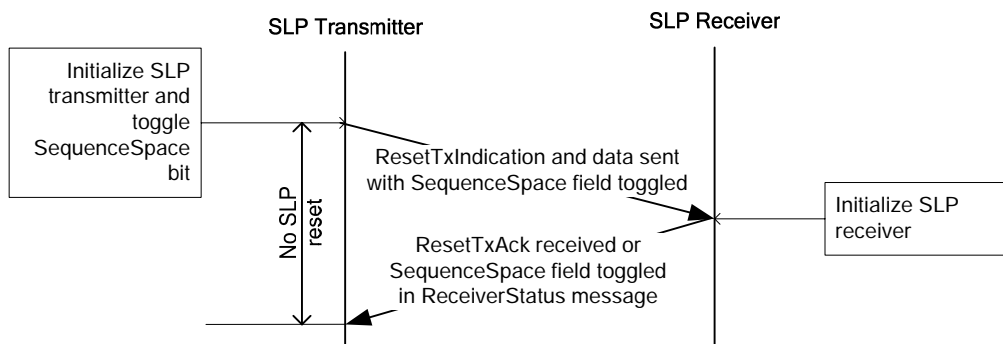 SLP Transmitter
SLP Receiver
Initialize SLP
transmitter and
toggle
SequenceSpace
bit
ResetTxIndication and data sent
with SequenceSpace field toggled
No SLP
reset
Initialize SLP
receiver
ResetTxAck received or
SequenceSpace field toggled
in ReceiverStatus message